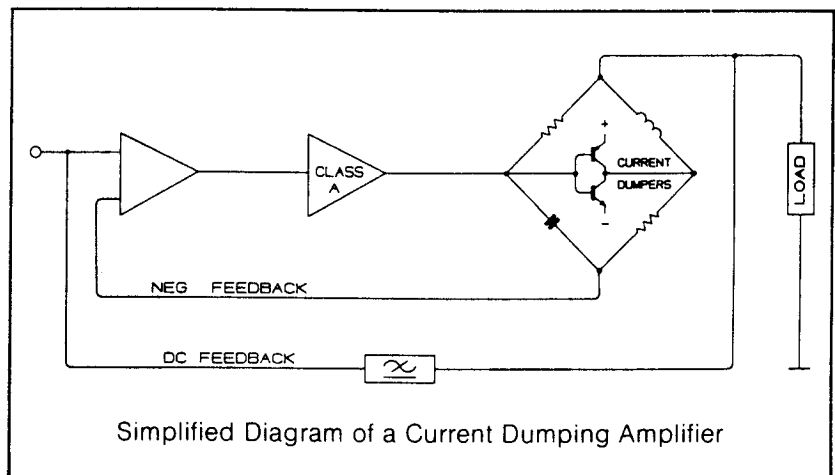 +
CLASS
A
CURRENT
DUMPERS
−
LOAD
NEG FEEDBACK
DC FEEDBACK
Simplified Diagram of a Current Dumping Amplifier